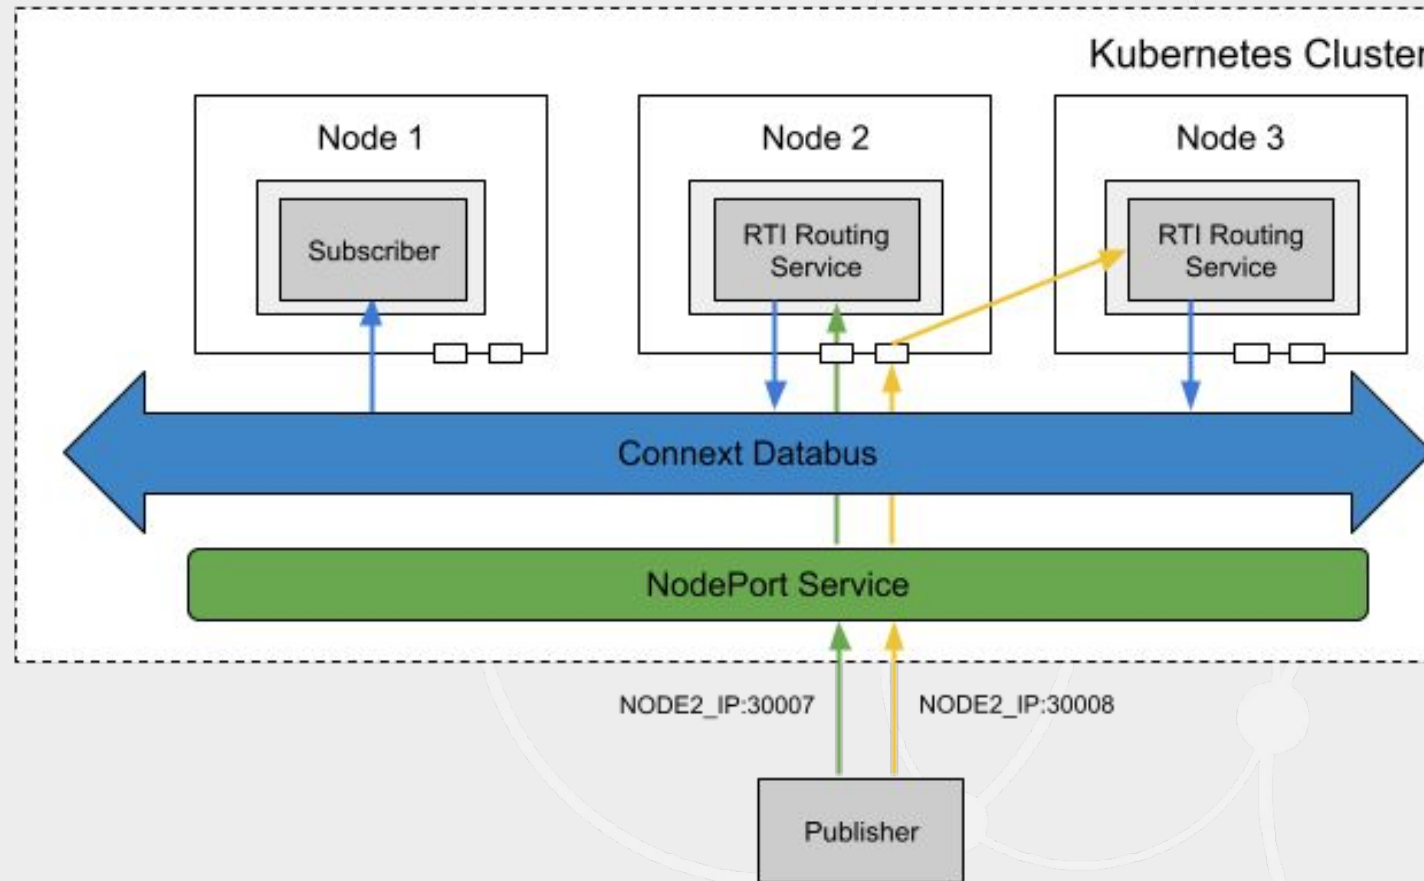 Kubernetes Cluster
Node 1
Node 2
Node 3
Subscriber
RTI Routing
Service
RTI Routing
Service
Connext Databus
NodePort Service
NODE2_IP:30007
NODE2_IP:30008
Publisher